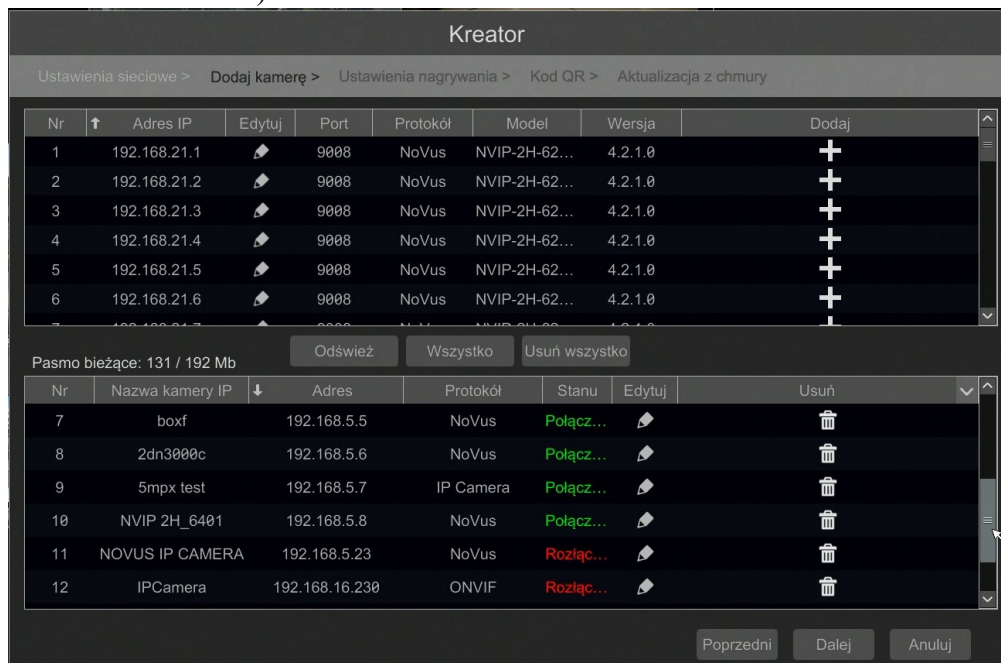 Kreator
Ustawienia sieciowe > Dodaj kamerę > Ustawienia nagrywania > Kod QR > Aktualizacja z chmury
Nr Adres IP Edytuj Port Protokół Model Wersja Dodaj
1 192.168.21.1 9008 NoVus NVIP-2H-62... 4.2.1.0
2 192.168.21.2 9008 NoVus NVIP-2H-62... 4.2.1.0
3 192.168.21.3 9008 NoVus NVIP-2H-62... 4.2.1.0
4 192.168.21.4 9008 NoVus NVIP-2H-62... 4.2.1.0
5 192.168.21.5 9008 NoVus NVIP-2H-62... 4.2.1.0
6 192.168.21.6 9008 NoVus NVIP-2H-62... 4.2.1.0
Pasmo bieżące: 131 / 192 Mb Odśwież Wszystko Usuń wszystko
Nr Nazwa kamery IP Adres Protokół Stanu Edytuj Usuń
7 boxf 192.168.5.5 NoVus Połącz...
8 2dn3000c 192.168.5.6 NoVus Połącz...
9 5mpx test 192.168.5.7 IP Camera Połącz...
10 NVIP 2H_6401 192.168.5.8 NoVus Połącz...
11 NOVUS IP CAMERA 192.168.5.23 NoVus Rozłąc...
12 IPCamera 192.168.16.230 ONVIF Rozłąc...
Poprzedni Dalej Anuluj